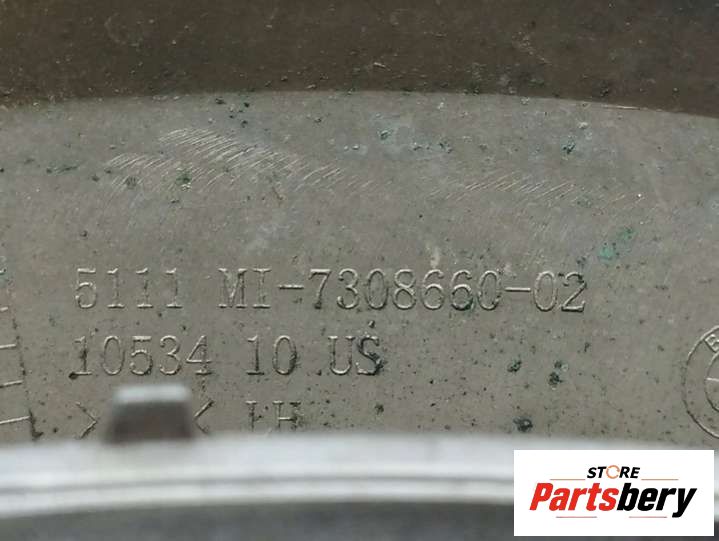 5111 MI-7308660-02
10534 10 US
> < LH
STORE
Partsbery